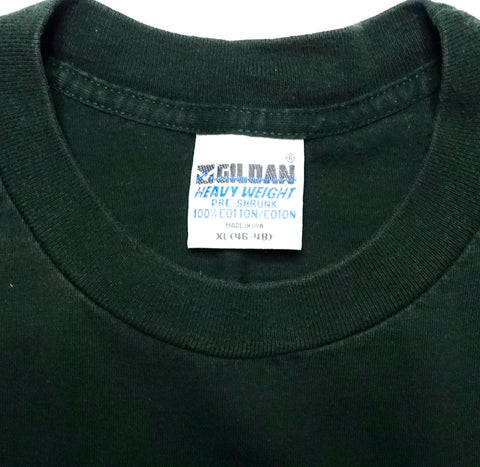 GILDAN®
HEAVY WEIGHT
PRE-SHRUNK
100% COTTON/COTON
MADE IN USA
XL (46-48)